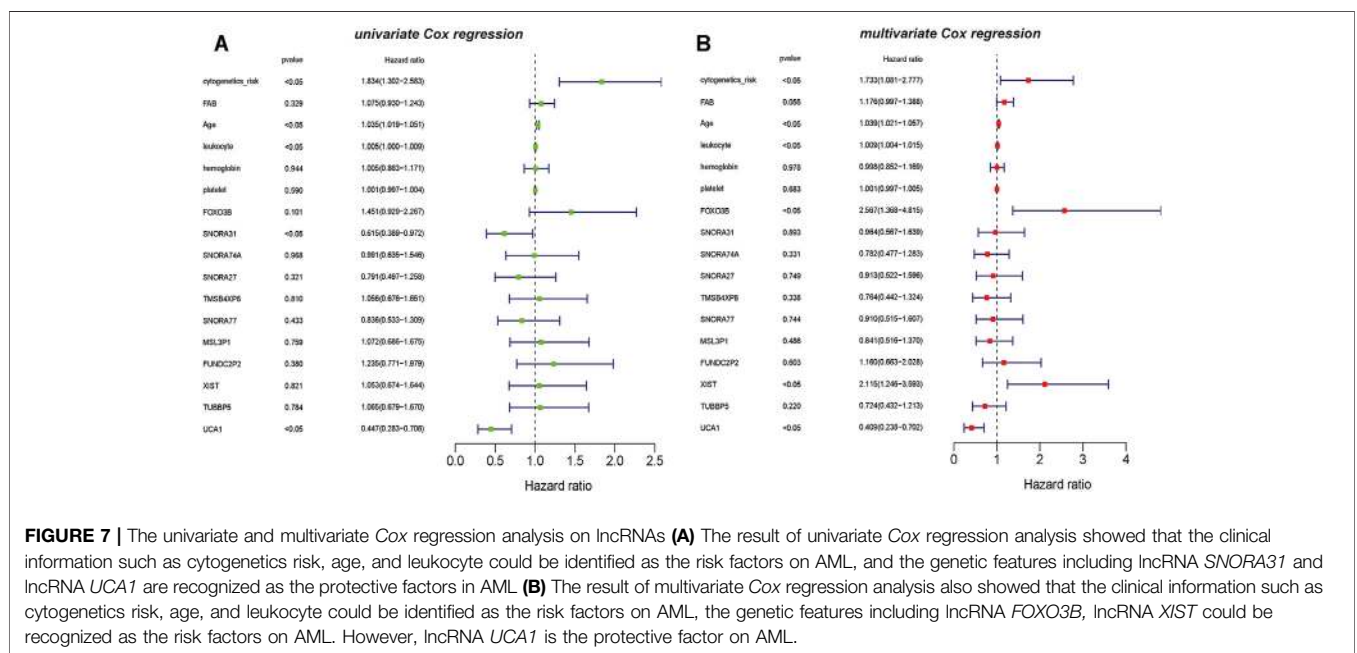 A univariate Cox regression
pvalue Hazard ratio
cytogenetics_risk <0.05 1.834(1.302-2.583)
FAB 0.329 1.075(0.930-1.243)
Age <0.05 1.035(1.019-1.051)
leukocyte <0.05 1.005(1.000-1.009)
hemoglobin 0.944 1.005(0.863-1.171)
platelet 0.590 1.001(0.997-1.004)
FOXO3B 0.101 1.451(0.929-2.267)
SNORA31 <0.05 0.615(0.389-0.972)
SNORA74A 0.968 0.991(0.635-1.546)
SNORA27 0.321 0.791(0.497-1.258)
TMSB4XP6 0.810 1.056(0.676-1.651)
SNORA77 0.433 0.836(0.533-1.309)
MSL3P1 0.759 1.072(0.686-1.675)
FUNDC2P2 0.380 1.235(0.771-1.979)
XIST 0.821 1.053(0.674-1.644)
TUBBP5 0.784 1.065(0.679-1.670)
UCA1 <0.05 0.447(0.283-0.708)
0.0 0.5 1.0 1.5 2.0 2.5
Hazard ratio
B multivariate Cox regression
pvalue Hazard ratio
cytogenetics_risk <0.05 1.733(1.081-2.777)
FAB 1.176(0.997-1.388)
Age <0.05 1.039(1.021-1.057)
leukocyte <0.05 1.009(1.004-1.015)
hemoglobin 0.978 0.998(0.852-1.169)
platelet 0.683 1.001(0.997-1.005)
FOXO3B <0.05 2.567(1.368-4.815)
SNORA31 0.893 0.964(0.567-1.639)
SNORA74A 0.331 0.782(0.477-1.283)
SNORA27 0.749 0.913(0.522-1.596)
TMSB4XP6 0.338 0.764(0.442-1.324)
SNORA77 0.744 0.910(0.515-1.607)
MSL3P1 0.486 0.841(0.516-1.370)
FUNDC2P2 0.603 1.160(0.663-2.028)
XIST <0.05 2.115(1.246-3.593)
TUBBP5 0.220 0.724(0.432-1.213)
UCA1 <0.05 0.409(0.238-0.702)
0 1 2 3 4
Hazard ratio
FIGURE 7 | The univariate and multivariate Cox regression analysis on lncRNAs (A) The result of univariate Cox regression analysis showed that the clinical
information such as cytogenetics risk, age, and leukocyte could be identified as the risk factors on AML, and the genetic features including lncRNA SNORA31 and
lncRNA UCA1 are recognized as the protective factors in AML (B) The result of multivariate Cox regression analysis also showed that the clinical information such as
cytogenetics risk, age, and leukocyte could be identified as the risk factors on AML, the genetic features including lncRNA FOXO3B, lncRNA XIST could be
recognized as the risk factors on AML. However, lncRNA UCA1 is the protective factor on AML.